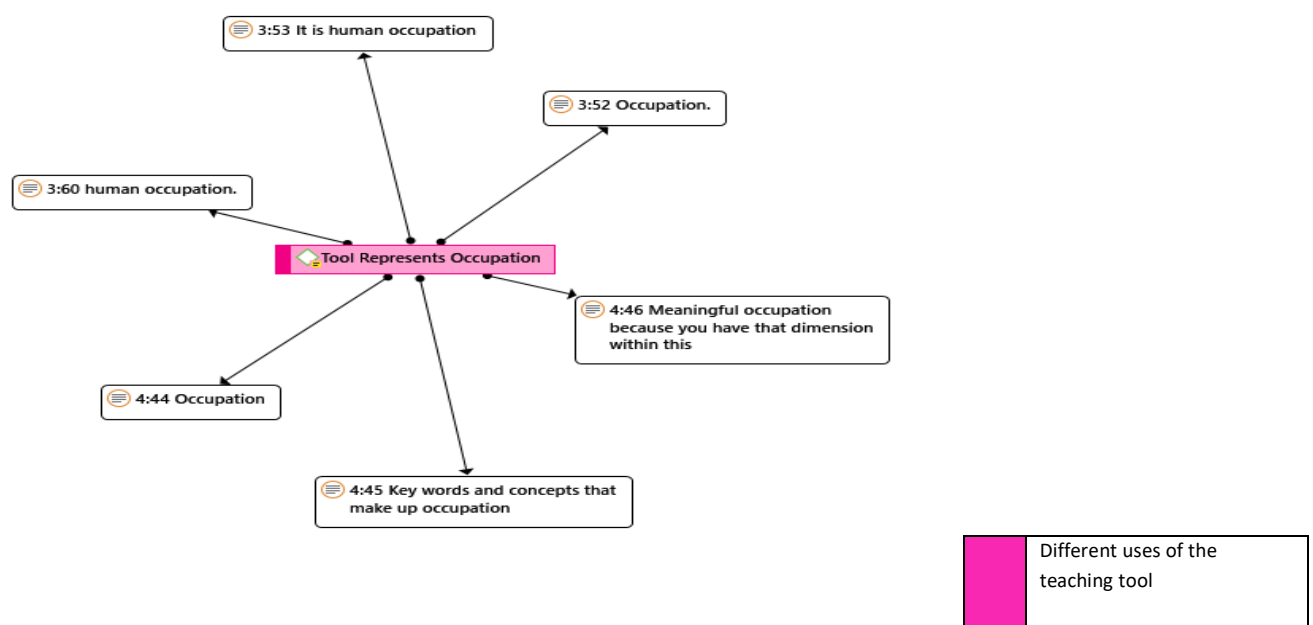 3:53 It is human occupation
3:52 Occupation.
3:60 human occupation.
Tool Represents Occupation
4:46 Meaningful occupation
because you have that dimension
within this
4:44 Occupation
4:45 Key words and concepts that
make up occupation
Different uses of the
teaching tool